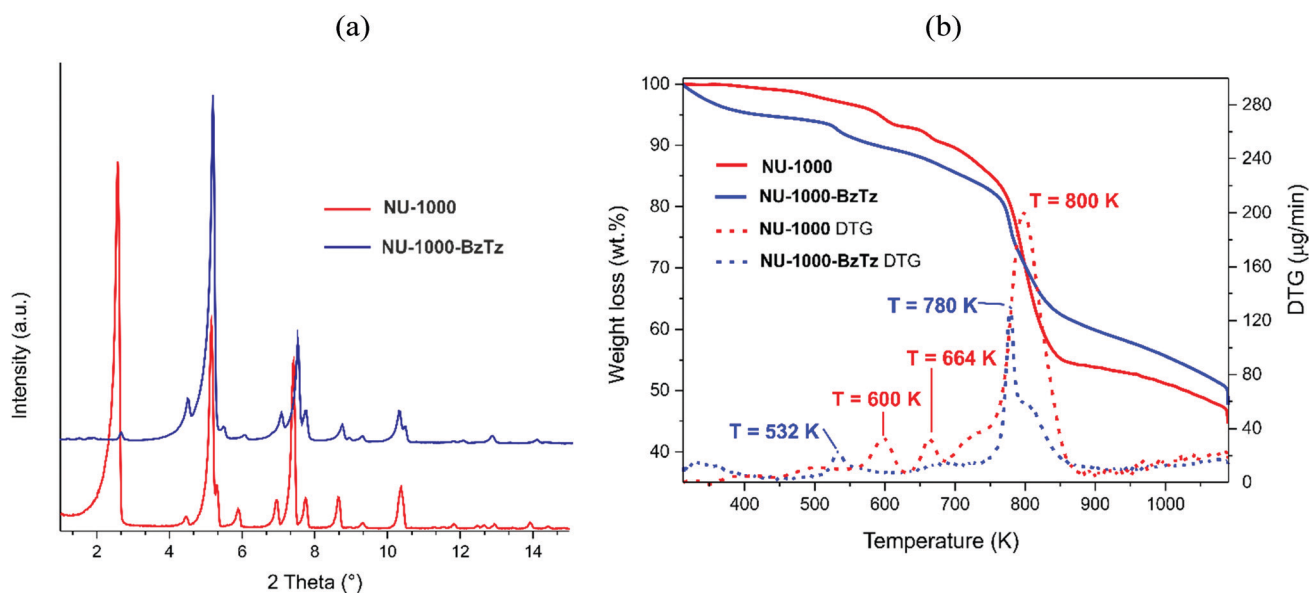 (a)
(b)
Intensity (a.u.)
NU-1000
NU-1000-BzTz
2 4 6 8 10 12 14
2 Theta (°)
Weight loss (wt.%)
100
90
80
70
60
50
40
NU-1000
NU-1000-BzTz
NU-1000 DTG
NU-1000-BzTz DTG
T = 800 K
T = 780 K
T = 664 K
T = 600 K
T = 532 K
280
240
200
160
120
80
40
0
DTG (µg/min)
400 500 600 700 800 900 1000
Temperature (K)